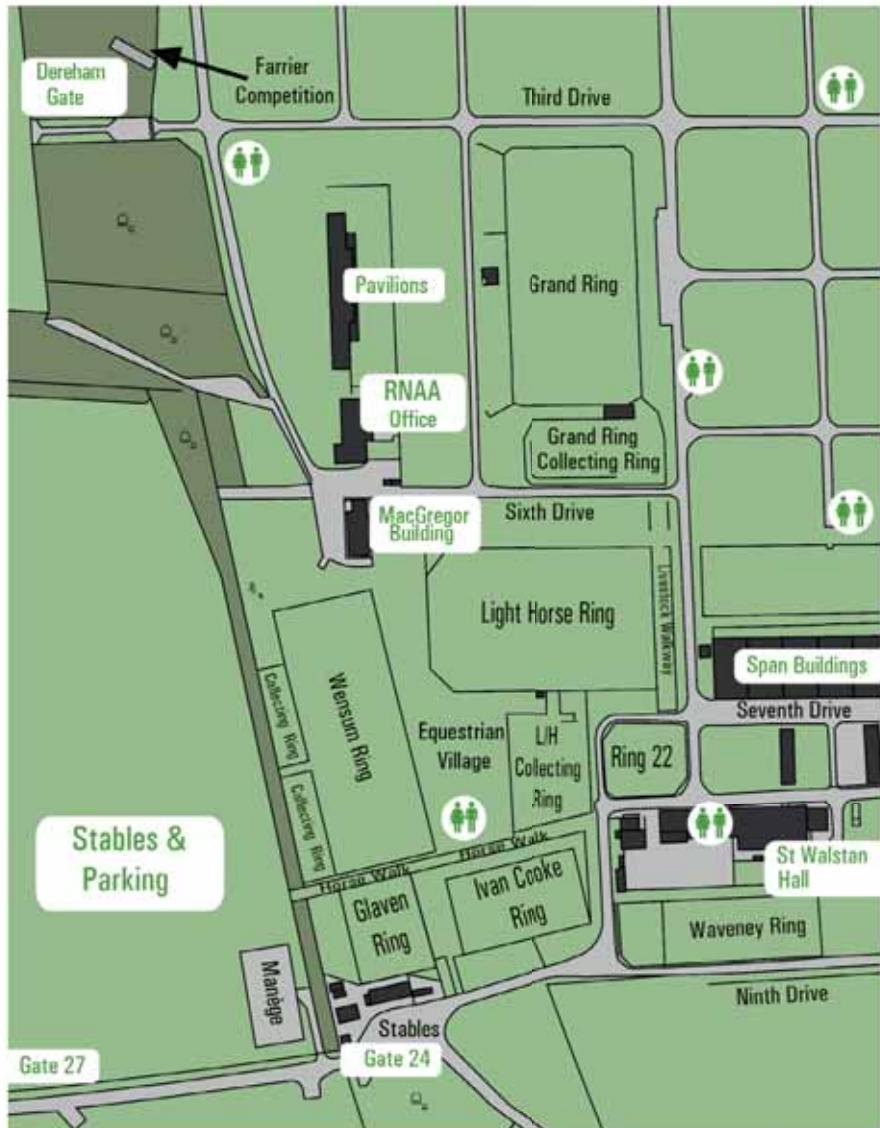 Dereham
Gate
Farrier
Competition
Third Drive
Pavilions
Grand Ring
RNAA
Office
Grand Ring
Collecting Ring
MacGregor
Building
Sixth Drive
Light Horse Ring
Livestock Walkway
Span Buildings
Seventh Drive
Collecting Ring
Wensum Ring
Equestrian
Village
L/H
Collecting
Ring
Ring 22
Collecting Ring
Stables &
Parking
Horse Walk
Horse Walk
St Walstan
Hall
Glaven
Ring
Ivan Cooke
Ring
Waveney Ring
Manège
Ninth Drive
Stables
Gate 27
Gate 24